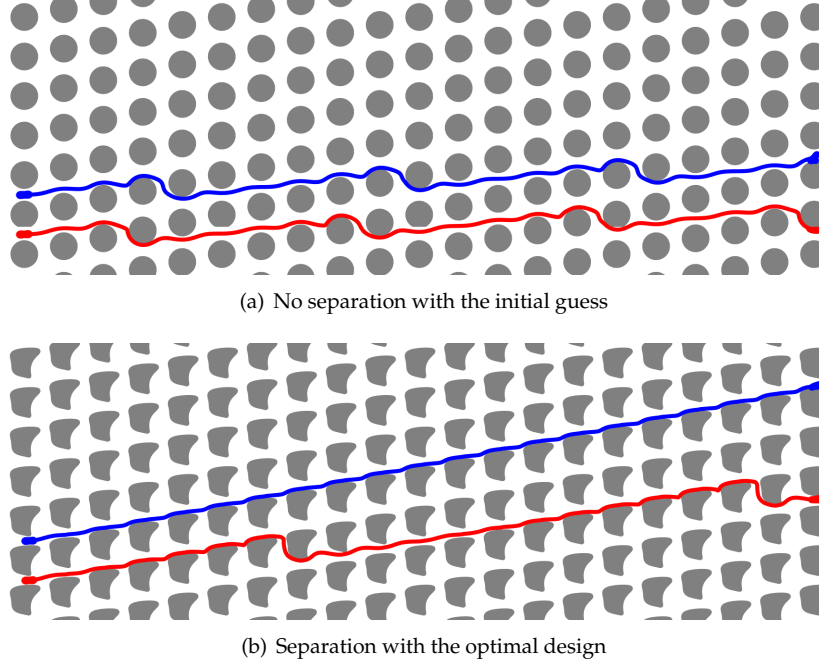 (a) No separation with the initial guess
(b) Separation with the optimal design